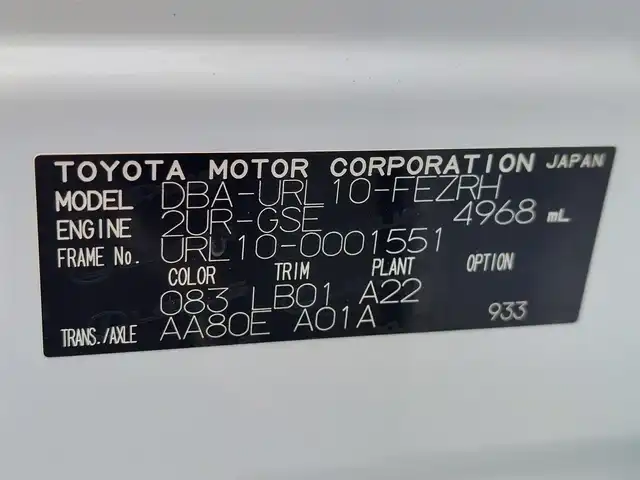 TOYOTA MOTOR CORPORATION JAPAN
MODEL DBA-URL10-FEZRH
ENGINE 2UR-GSE 4968 mL
FRAME No. URL10-0001551
COLOR TRIM PLANT OPTION
083 LB01 A22
TRANS./AXLE AA80E A01A 933